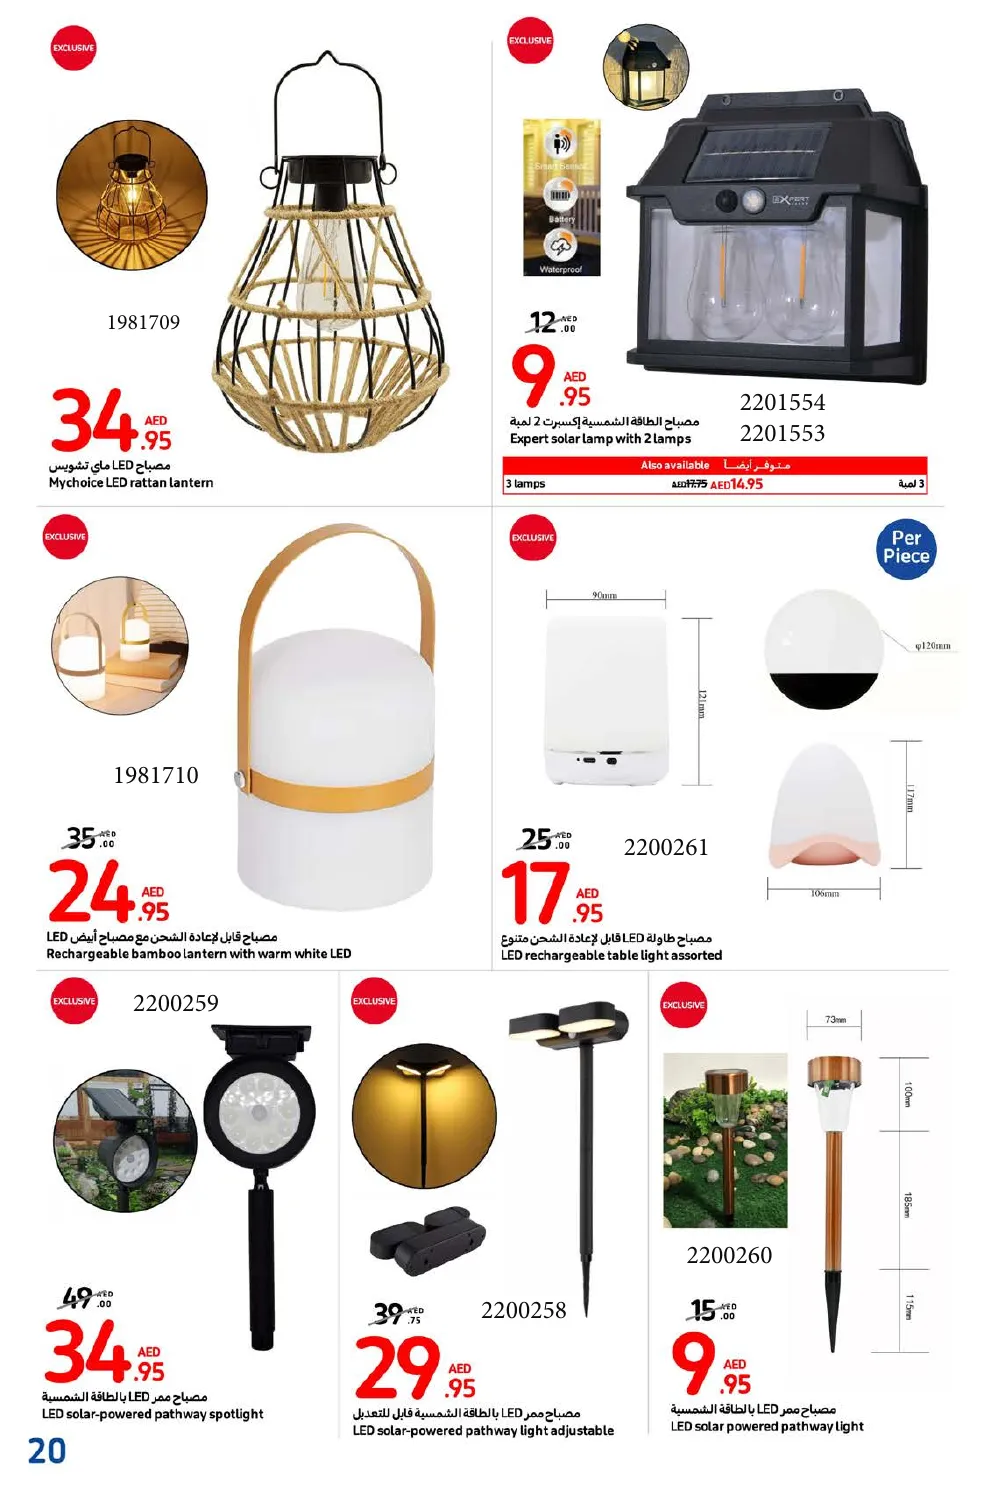 EXCLUSIVE
1981709
34 AED .95
مصباح LED ماي تشويس
Mychoice LED rattan lantern
EXCLUSIVE
Smart Sensor
Battery
Waterproof
EXPERT
12 AED .00
9 AED .95
2201554
2201553
مصباح الطاقة الشمسية إكسبرت 2 لمبة
Expert solar lamp with 2 lamps
Also available متوفر أيضاً
3 lamps AED17.75 AED14.95 3 لمبة
EXCLUSIVE
1981710
35 AED .00
24 AED .95
مصباح قابل لإعادة الشحن مع مصباح أبيض LED
Rechargeable bamboo lantern with warm white LED
EXCLUSIVE
Per
Piece
90mm
121mm
φ120mm
117mm
106mm
25 AED .00
2200261
17 AED .95
مصباح طاولة LED قابل لإعادة الشحن متنوع
LED rechargeable table light assorted
EXCLUSIVE
2200259
49 AED .00
34 AED .95
مصباح ممر LED بالطاقة الشمسية
LED solar-powered pathway spotlight
EXCLUSIVE
39 AED .75
2200258
29 AED .95
مصباح ممر LED بالطاقة الشمسية قابل للتعديل
LED solar-powered pathway light adjustable
EXCLUSIVE
73mm
100mm
185mm
115mm
2200260
15 AED .00
9 AED .95
مصباح ممر LED بالطاقة الشمسية
LED solar powered pathway light
20